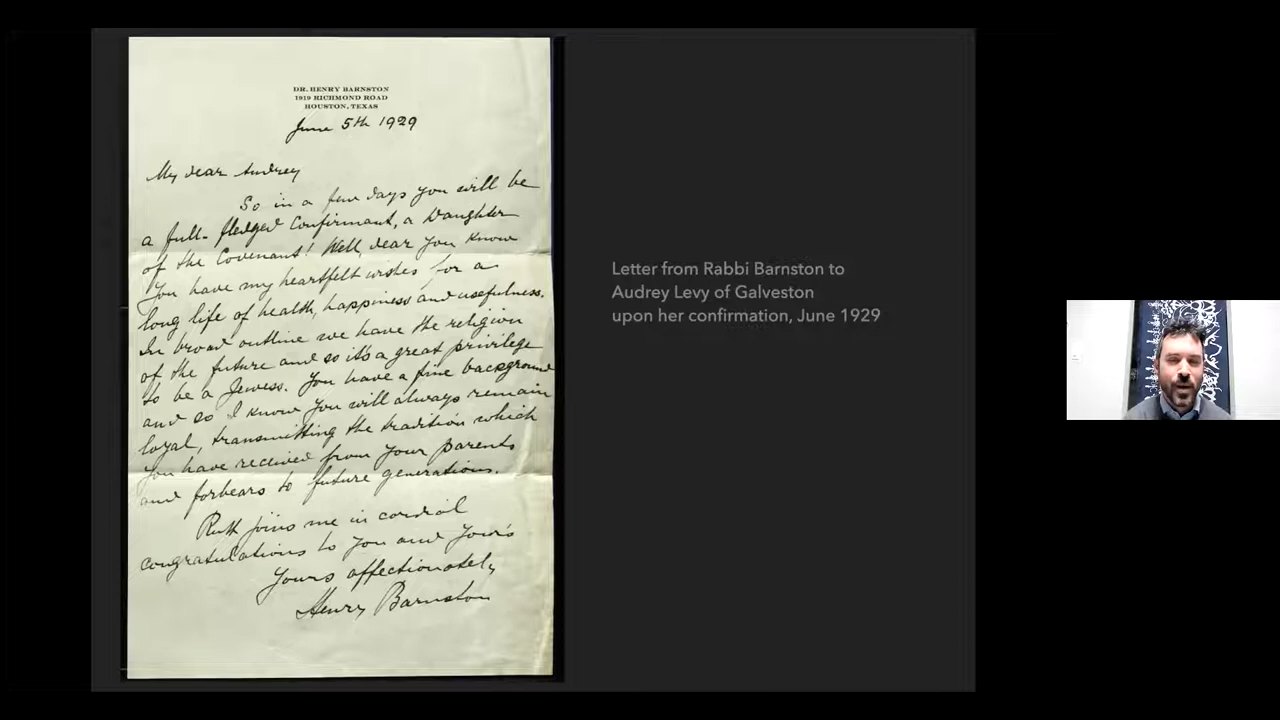 DR. HENRY BARNSTON
1919 RICHMOND ROAD
HOUSTON, TEXAS
June 5th 1929
My dear Audrey
So in a few days you will be
a full-fledged Confirmant, a Daughter
of the Covenant! Well, dear you know
you have my heartfelt wishes for a
long life of health, happiness and usefulness.
In broad outline we have the religion
of the future and so it's a great privilege
to be a Jewess. You have a fine background
and so I know you will always remain
loyal, transmitting the tradition which
you have received from your parents
and forbears to future generations.
Ruth joins me in cordial
congratulations to you and your's
Yours affectionately
Henry Barnston
Letter from Rabbi Barnston to
Audrey Levy of Galveston
upon her confirmation, June 1929